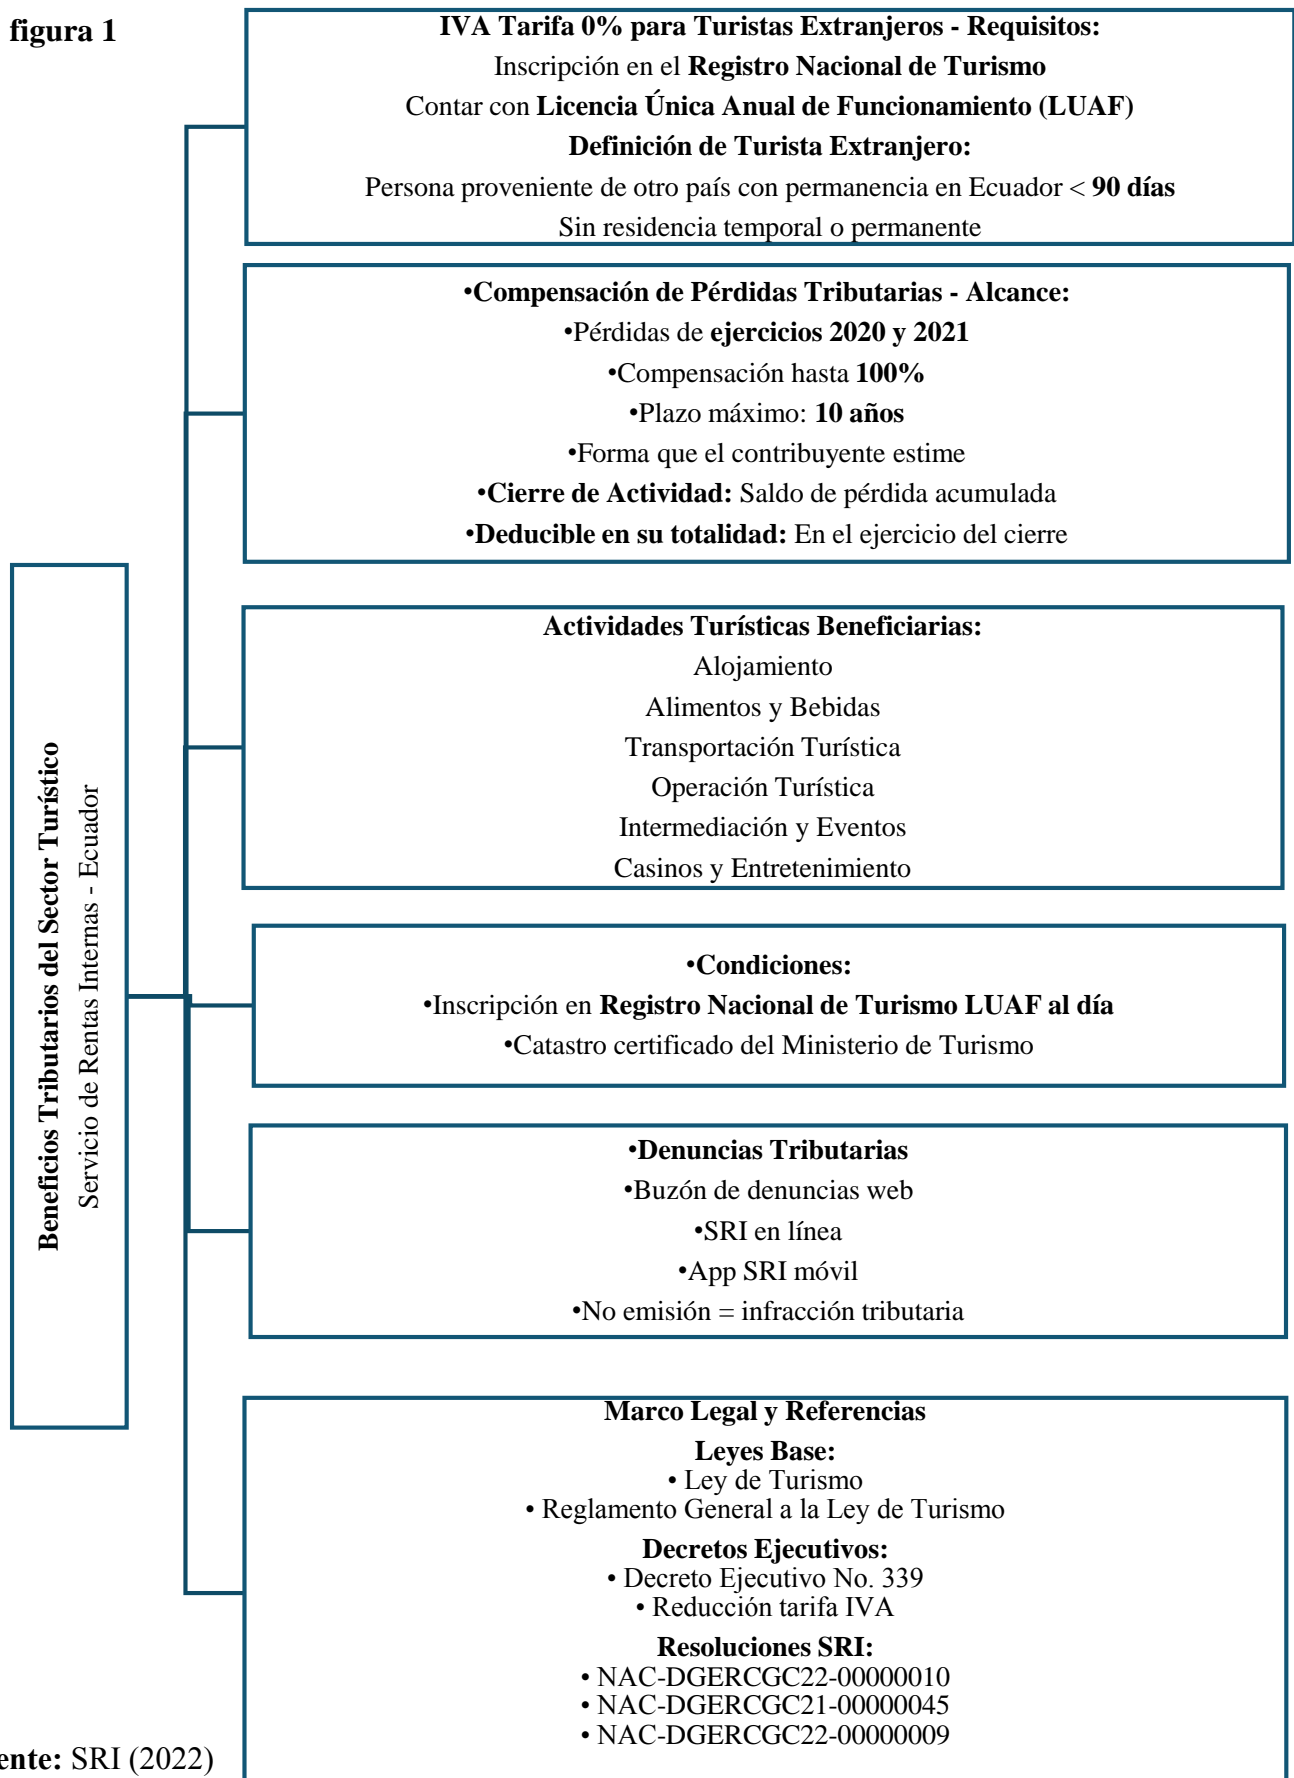 figura 1
IVA Tarifa 0% para Turistas Extranjeros - Requisitos:
Inscripción en el Registro Nacional de Turismo
Contar con Licencia Única Anual de Funcionamiento (LUAF)
Definición de Turista Extranjero:
Persona proveniente de otro país con permanencia en Ecuador < 90 días
Sin residencia temporal o permanente
•Compensación de Pérdidas Tributarias - Alcance:
•Pérdidas de ejercicios 2020 y 2021
•Compensación hasta 100%
•Plazo máximo: 10 años
•Forma que el contribuyente estime
•Cierre de Actividad: Saldo de pérdida acumulada
•Deducible en su totalidad: En el ejercicio del cierre
Beneficios Tributarios del Sector Turístico
Servicio de Rentas Internas - Ecuador
Actividades Turísticas Beneficiarias:
Alojamiento
Alimentos y Bebidas
Transportación Turística
Operación Turística
Intermediación y Eventos
Casinos y Entretenimiento
•Condiciones:
•Inscripción en Registro Nacional de Turismo LUAF al día
•Catastro certificado del Ministerio de Turismo
•Denuncias Tributarias
•Buzón de denuncias web
•SRI en línea
•App SRI móvil
•No emisión = infracción tributaria
Marco Legal y Referencias
Leyes Base:
• Ley de Turismo
• Reglamento General a la Ley de Turismo
Decretos Ejecutivos:
• Decreto Ejecutivo No. 339
• Reducción tarifa IVA
Resoluciones SRI:
• NAC-DGERCGC22-00000010
• NAC-DGERCGC21-00000045
• NAC-DGERCGC22-00000009
ente: SRI (2022)